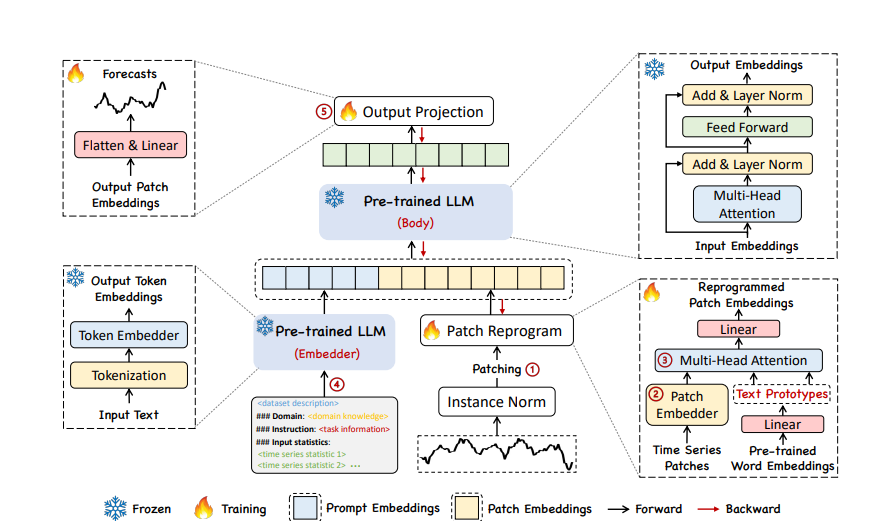 Forecasts
Flatten & Linear
Output Patch
Embeddings
⑤ Output Projection
Pre-trained LLM
(Body)
Output Embeddings
Add & Layer Norm
Feed Forward
Add & Layer Norm
Multi-Head
Attention
Input Embeddings
Output Token
Embeddings
Token Embedder
Tokenization
Input Text
Pre-trained LLM
(Embedder)
④
<dataset description>
### Domain: <domain knowledge>
### Instruction: <task information>
### Input statistics:
<time series statistic 1>
<time series statistic 2> ...
Patch Reprogram
Patching ①
Instance Norm
Reprogrammed
Patch Embeddings
Linear
③ Multi-Head Attention
② Patch
Embedder
Text Prototypes
Linear
Time Series
Patches
Pre-trained
Word Embeddings
Frozen
Training
Prompt Embeddings
Patch Embeddings
Forward
Backward